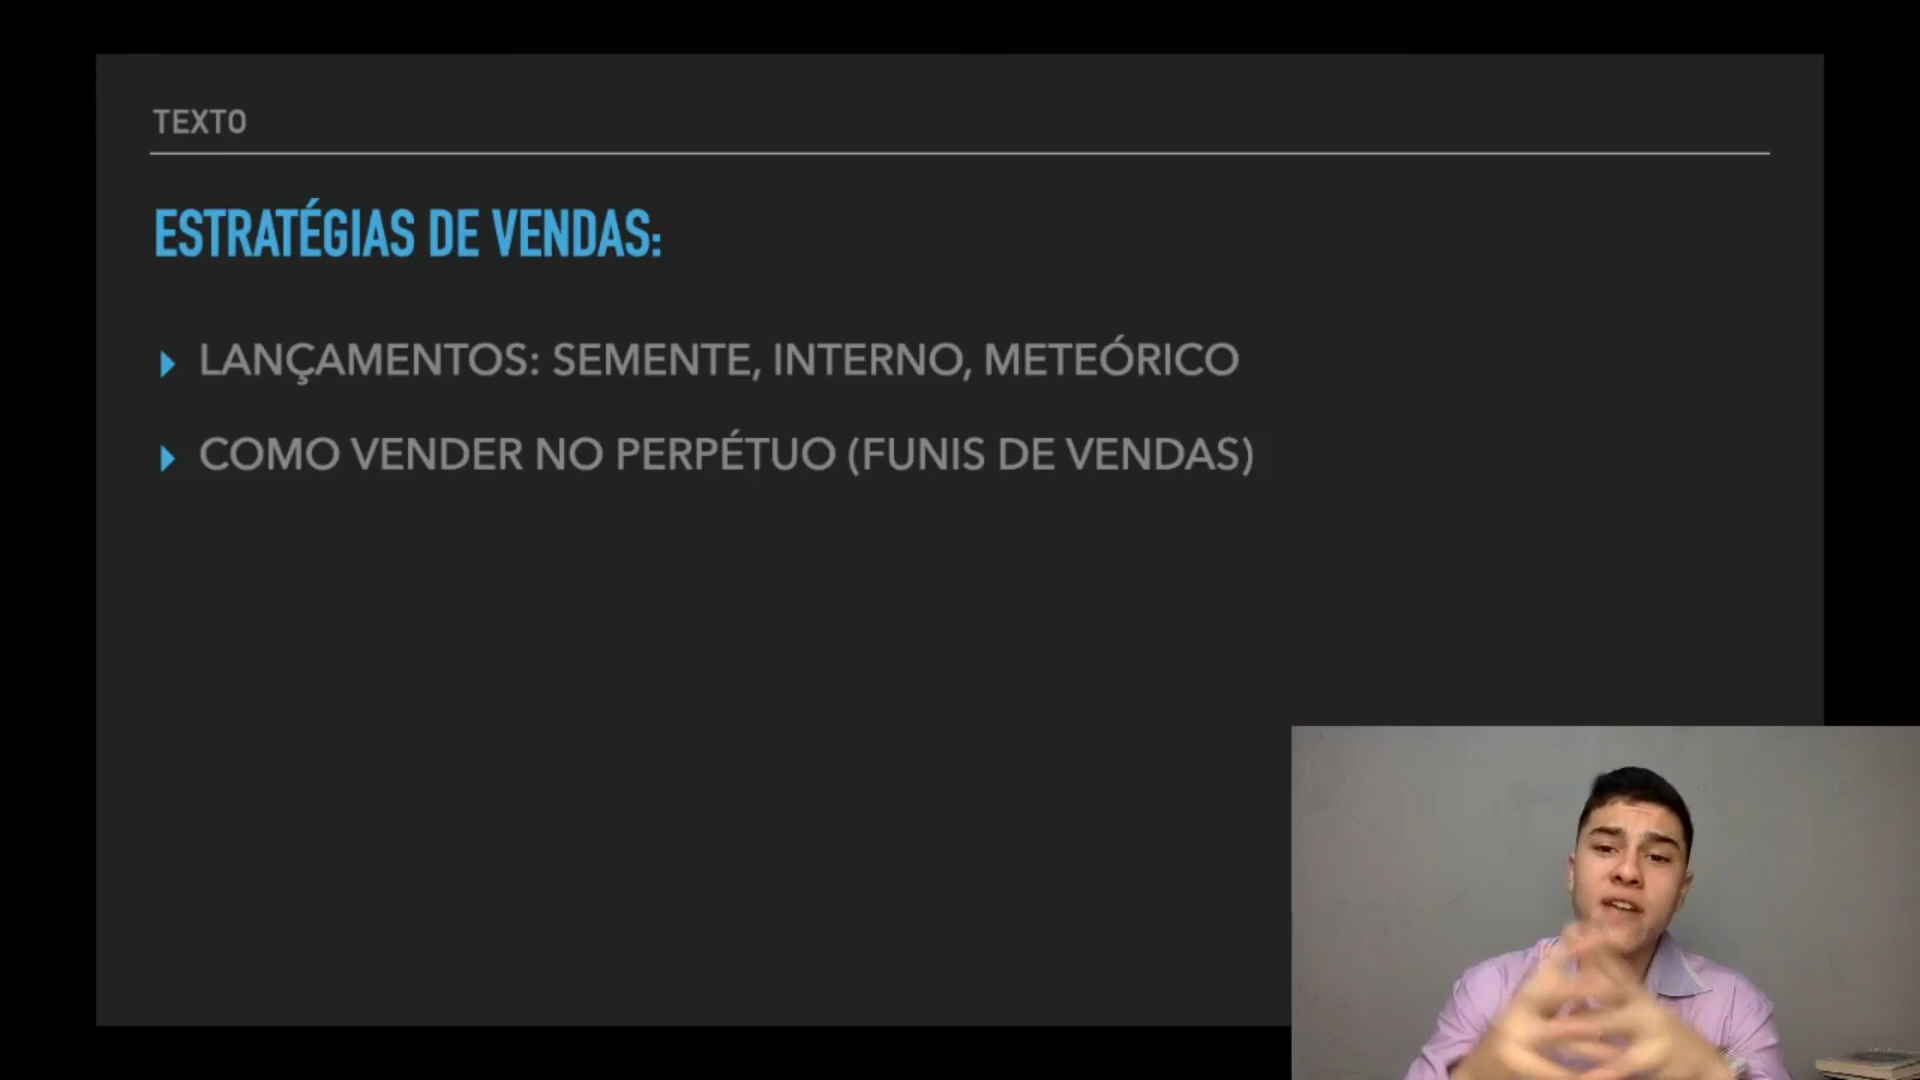 TEXTO
ESTRATÉGIAS DE VENDAS:
LANÇAMENTOS: SEMENTE, INTERNO, METEÓRICO
COMO VENDER NO PERPÉTUO (FUNIS DE VENDAS)